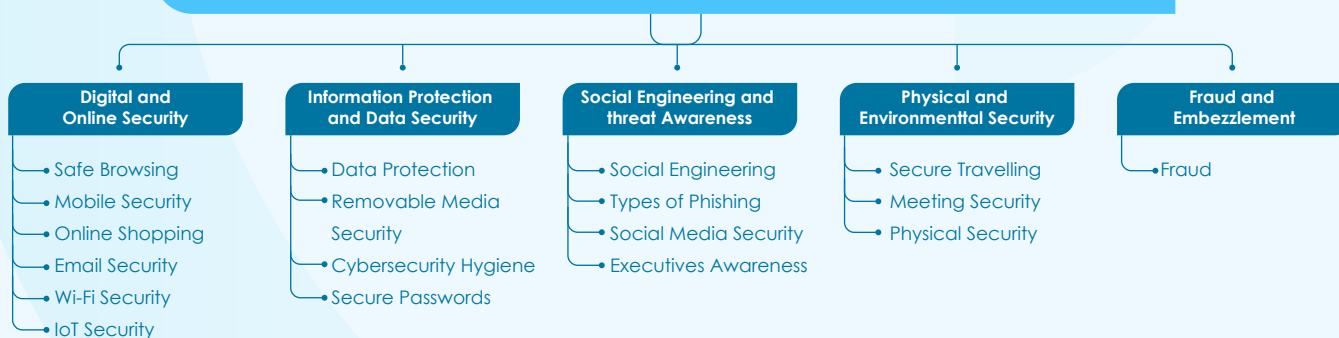 Digital and
Online Security
Safe Browsing
Mobile Security
Online Shopping
Email Security
Wi-Fi Security
IoT Security
Information Protection
and Data Security
Data Protection
Removable Media
Security
Cybersecurity Hygiene
Secure Passwords
Social Engineering and
threat Awareness
Social Engineering
Types of Phishing
Social Media Security
Executives Awareness
Physical and
Environmenttal Security
Secure Travelling
Meeting Security
Physical Security
Fraud and
Embezzlement
Fraud